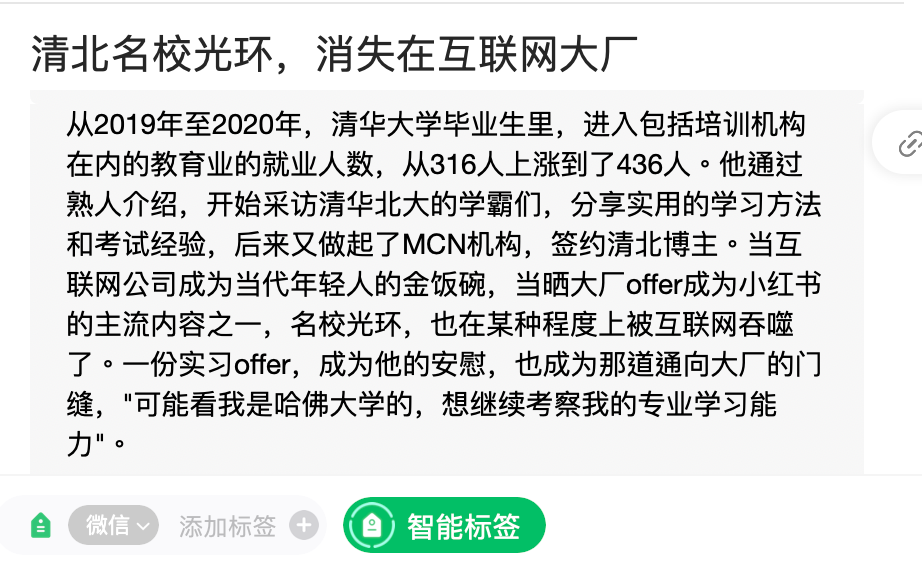 清北名校光环，消失在互联网大厂
从2019年至2020年，清华大学毕业生里，进入包括培训机构
在内的教育业的就业人数，从316人上涨到了436人。他通过
熟人介绍，开始采访清华北大的学霸们，分享实用的学习方法
和考试经验，后来又做起了MCN机构，签约清北博主。当互
联网公司成为当代年轻人的金饭碗，当晒大厂offer成为小红书
的主流内容之一，名校光环，也在某种程度上被互联网吞噬
了。一份实习offer，成为他的安慰，也成为那道通向大厂的门
缝，"可能看我是哈佛大学的，想继续考察我的专业学习能
力"。
微信 添加标签 智能标签